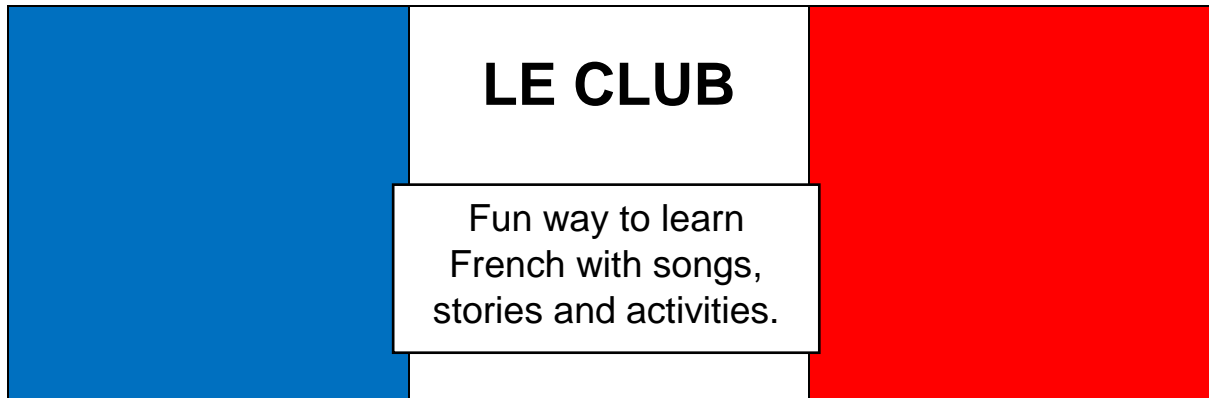 LE CLUB
Fun way to learn
French with songs,
stories and activities.